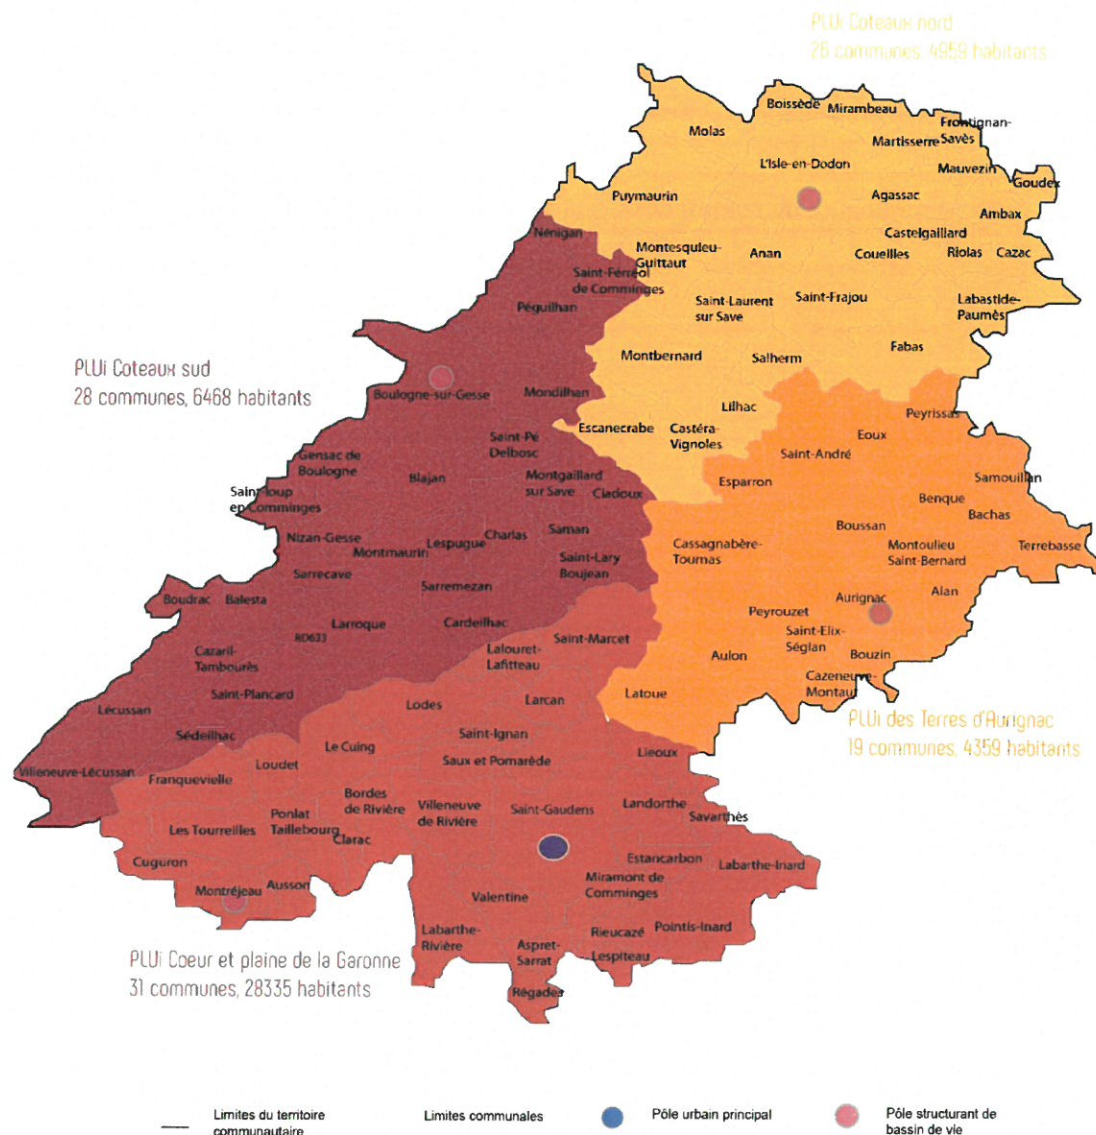 PLUi Coteaux nord
26 communes, 4959 habitants
Boissède
Mirambeau
Molas
Frontignan-
Savès
Martisserre
L'Isle-en-Dodon
Mauvezin
Goudex
Puymaurin
Agassac
Ambax
Nénigan
Castelgaillard
Montesquieu-
Guittaut
Anan
Coueilles
Riolas
Cazac
Saint-Ferréol
de Comminges
Péguilhan
Saint-Laurent
sur Save
Saint-Frajou
Labastide-
Paumès
Montbernard
Salherm
Fabas
PLUi Coteaux sud
28 communes, 6468 habitants
Boulogne-sur-Gesse
Mondilhan
Lilhac
Peyrissas
Escanecrabe
Castéra-
Vignoles
Eoux
Saint-Pé
Delbosc
Saint-André
Gensac de
Boulogne
Blajan
Montgaillard
sur Save
Ciadoux
Esparron
Samouillan
Saint-loup
en Comminges
Benque
Bachas
Nizan-Gesse
Montmaurin
Lespugue
Charlas
Saman
Boussan
Cassagnabère-
Tournas
Montoulieu
Saint-Bernard
Terrebasse
Saint-Lary
Boujean
Sarrecave
Sarremezan
Boudrac
Balesta
Aurignac
Alan
Peyrouzet
Larroque
Cardeilhac
RD633
Saint-Marcet
Saint-Elix-
Séglan
Cazaril-
Tambourès
Lalouret-
Lafitteau
Aulon
Bouzin
Saint-Plancard
Latoue
Cazeneuve-
Montaut
Lécussan
Lodes
Larcan
PLUi des Terres d'Aurignac
19 communes, 4359 habitants
Sédeilhac
Saint-Ignan
Le Cuing
Lieoux
Villeneuve-Lécussan
Franquevielle
Loudet
Saux et Pomarède
Bordes
de Rivière
Villeneuve
de Rivière
Saint-Gaudens
Landorthe
Savarthès
Les Tourreilles
Ponlat
Taillebourg
Clarac
Cuguron
Estancarbon
Labarthe-Inard
Montréjeau
Ausson
Valentine
Miramont de
Comminges
Labarthe-
Rivière
Rieucazé
Pointis-Inard
Aspret-
Sarrat
Lespiteau
PLUi Coeur et plaine de la Garonne
31 communes, 28335 habitants
Régades
Limites du territoire
communautaire
Limites communales
Pôle urbain principal
Pôle structurant de
bassin de vie